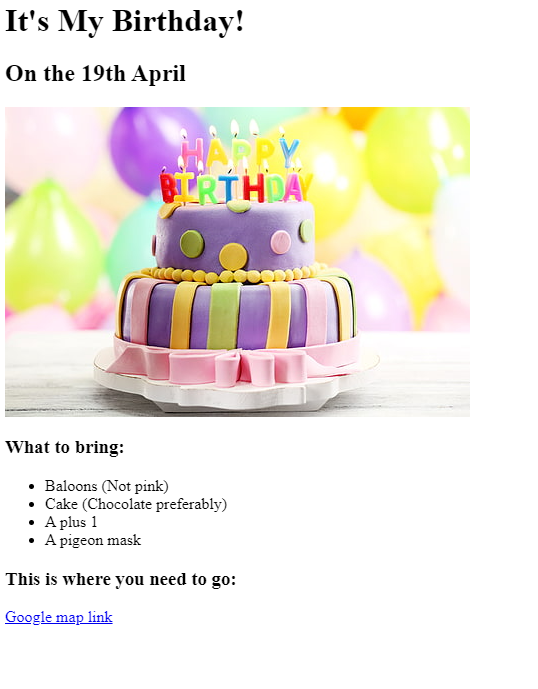 It's My Birthday!
On the 19th April
HAPPY
BIRTHDAY
What to bring:
Baloons (Not pink)
Cake (Chocolate preferably)
A plus 1
A pigeon mask
This is where you need to go:
Google map link